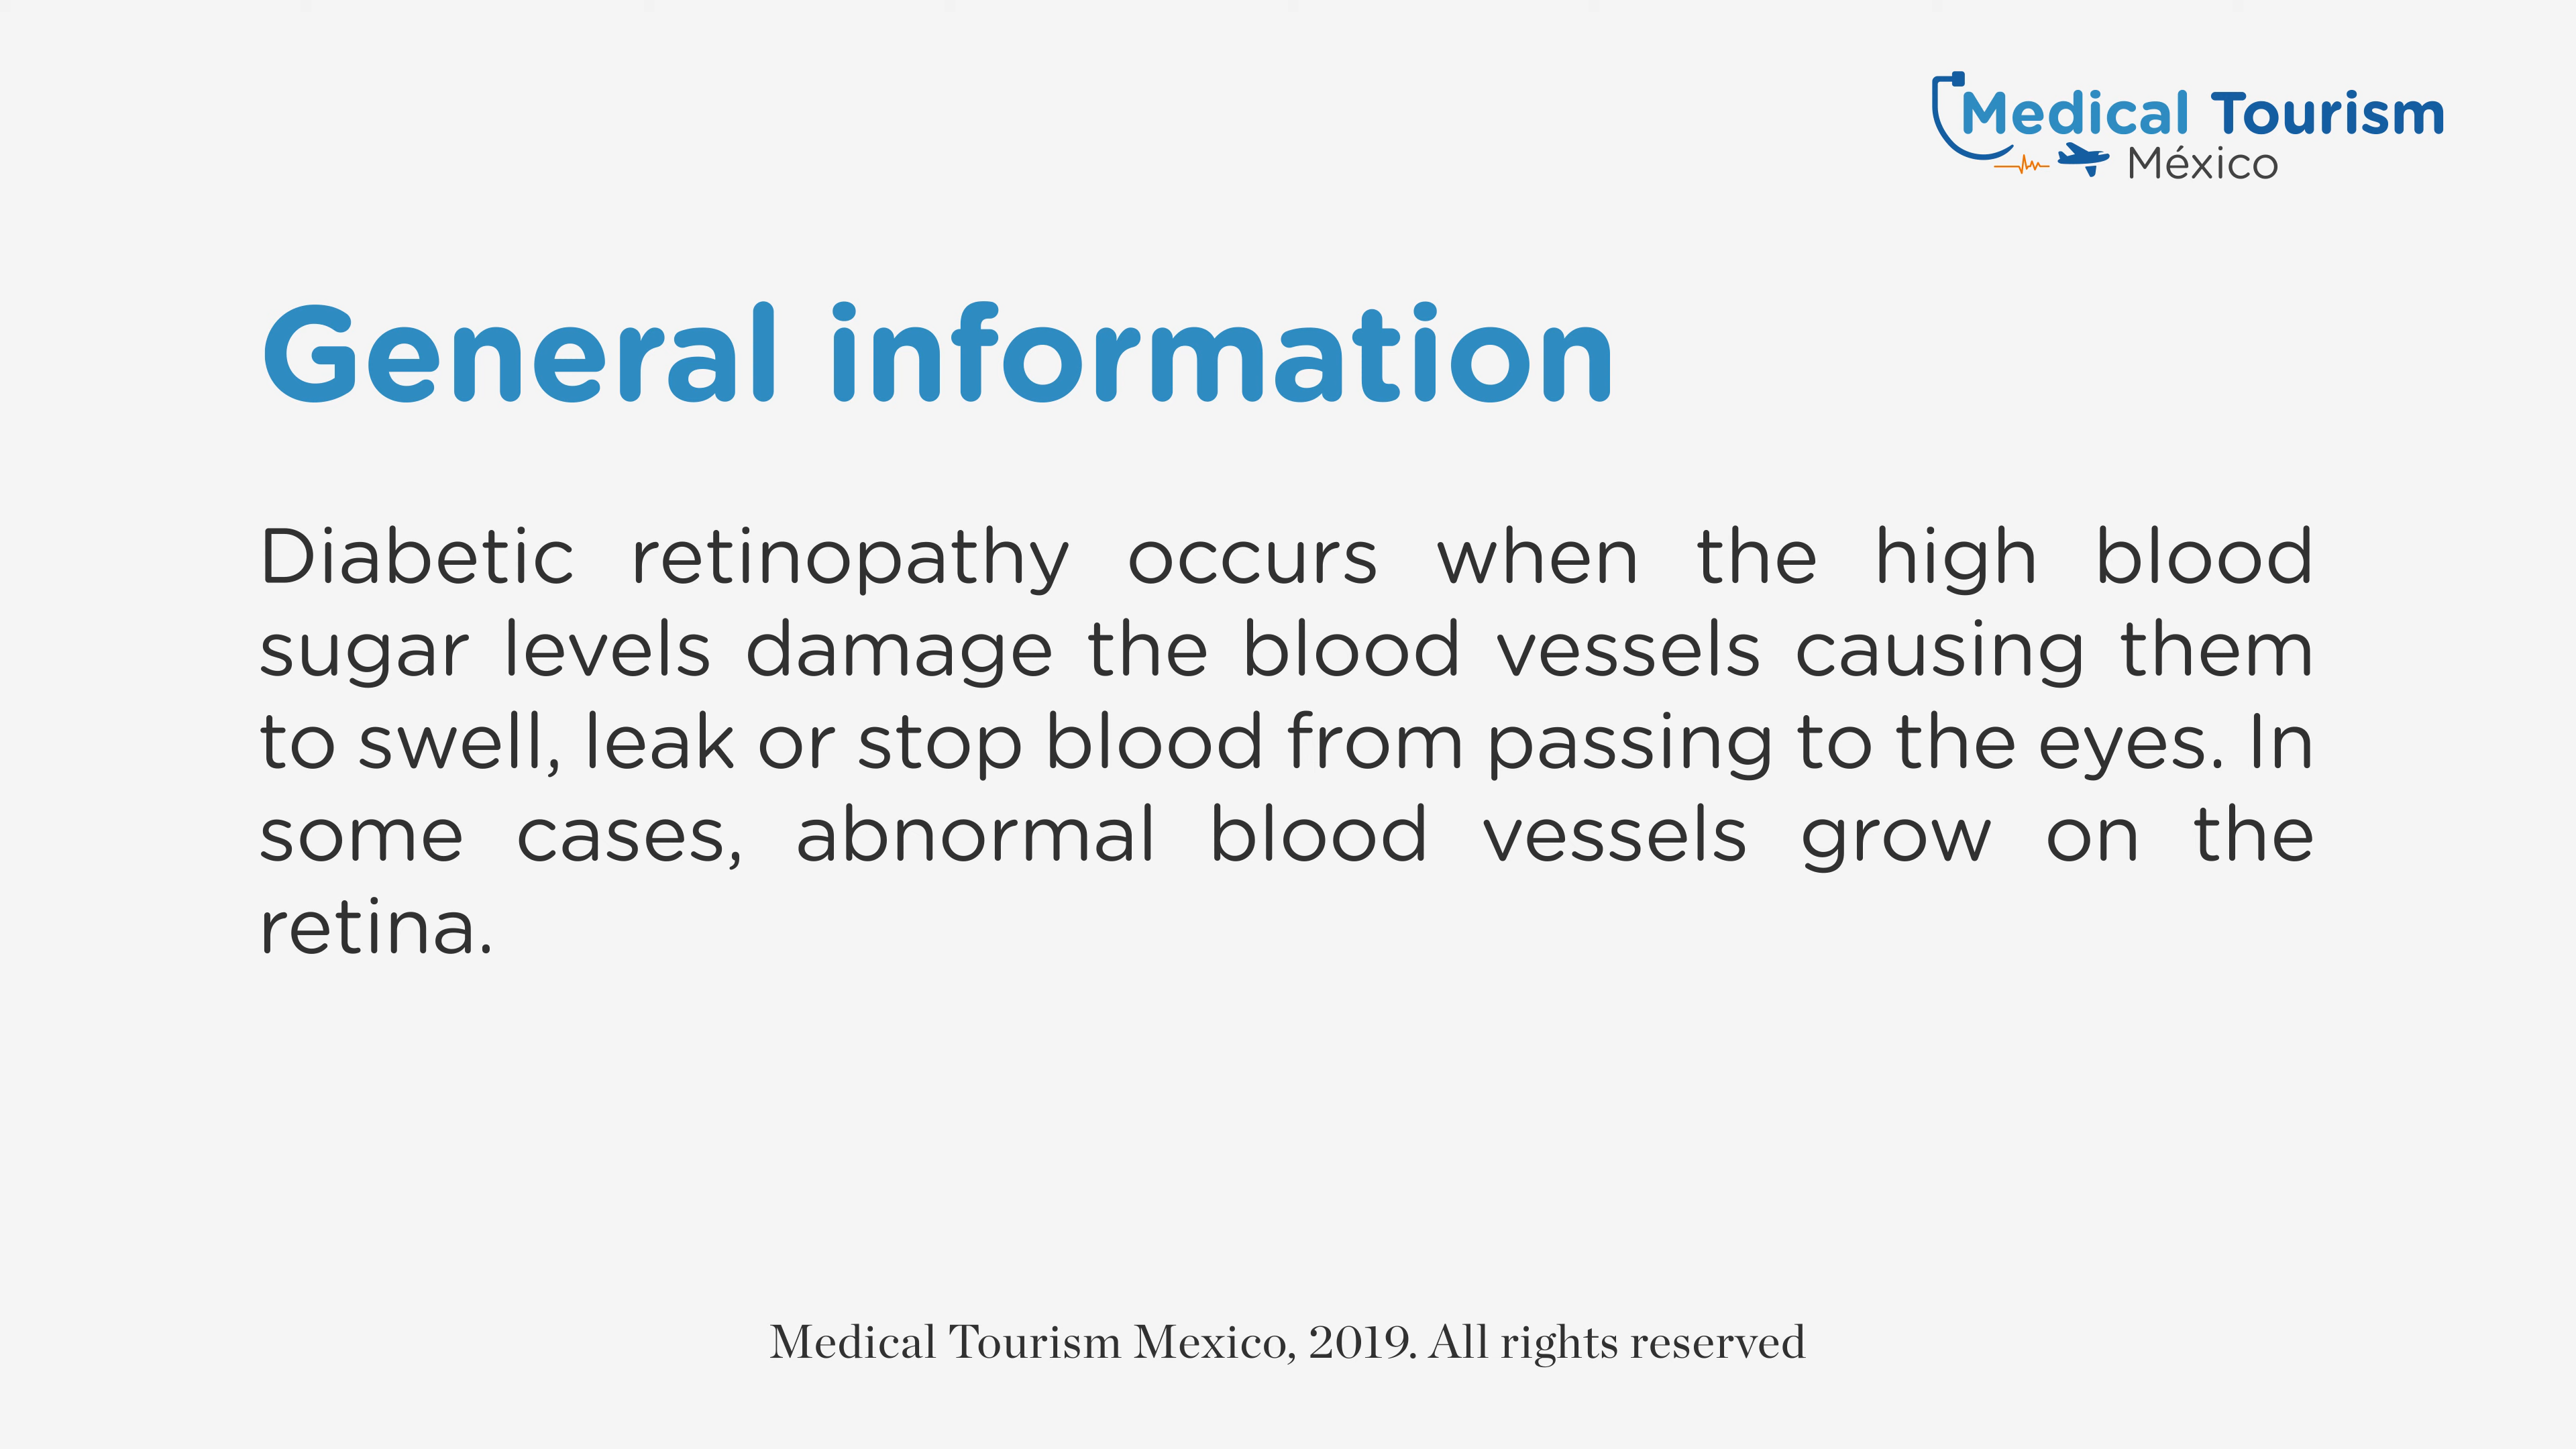 Medical Tourism
México
General information
Diabetic retinopathy occurs when the high blood
sugar levels damage the blood vessels causing them
to swell, leak or stop blood from passing to the eyes. In
some cases, abnormal blood vessels grow on the
retina.
Medical Tourism Mexico, 2019. All rights reserved